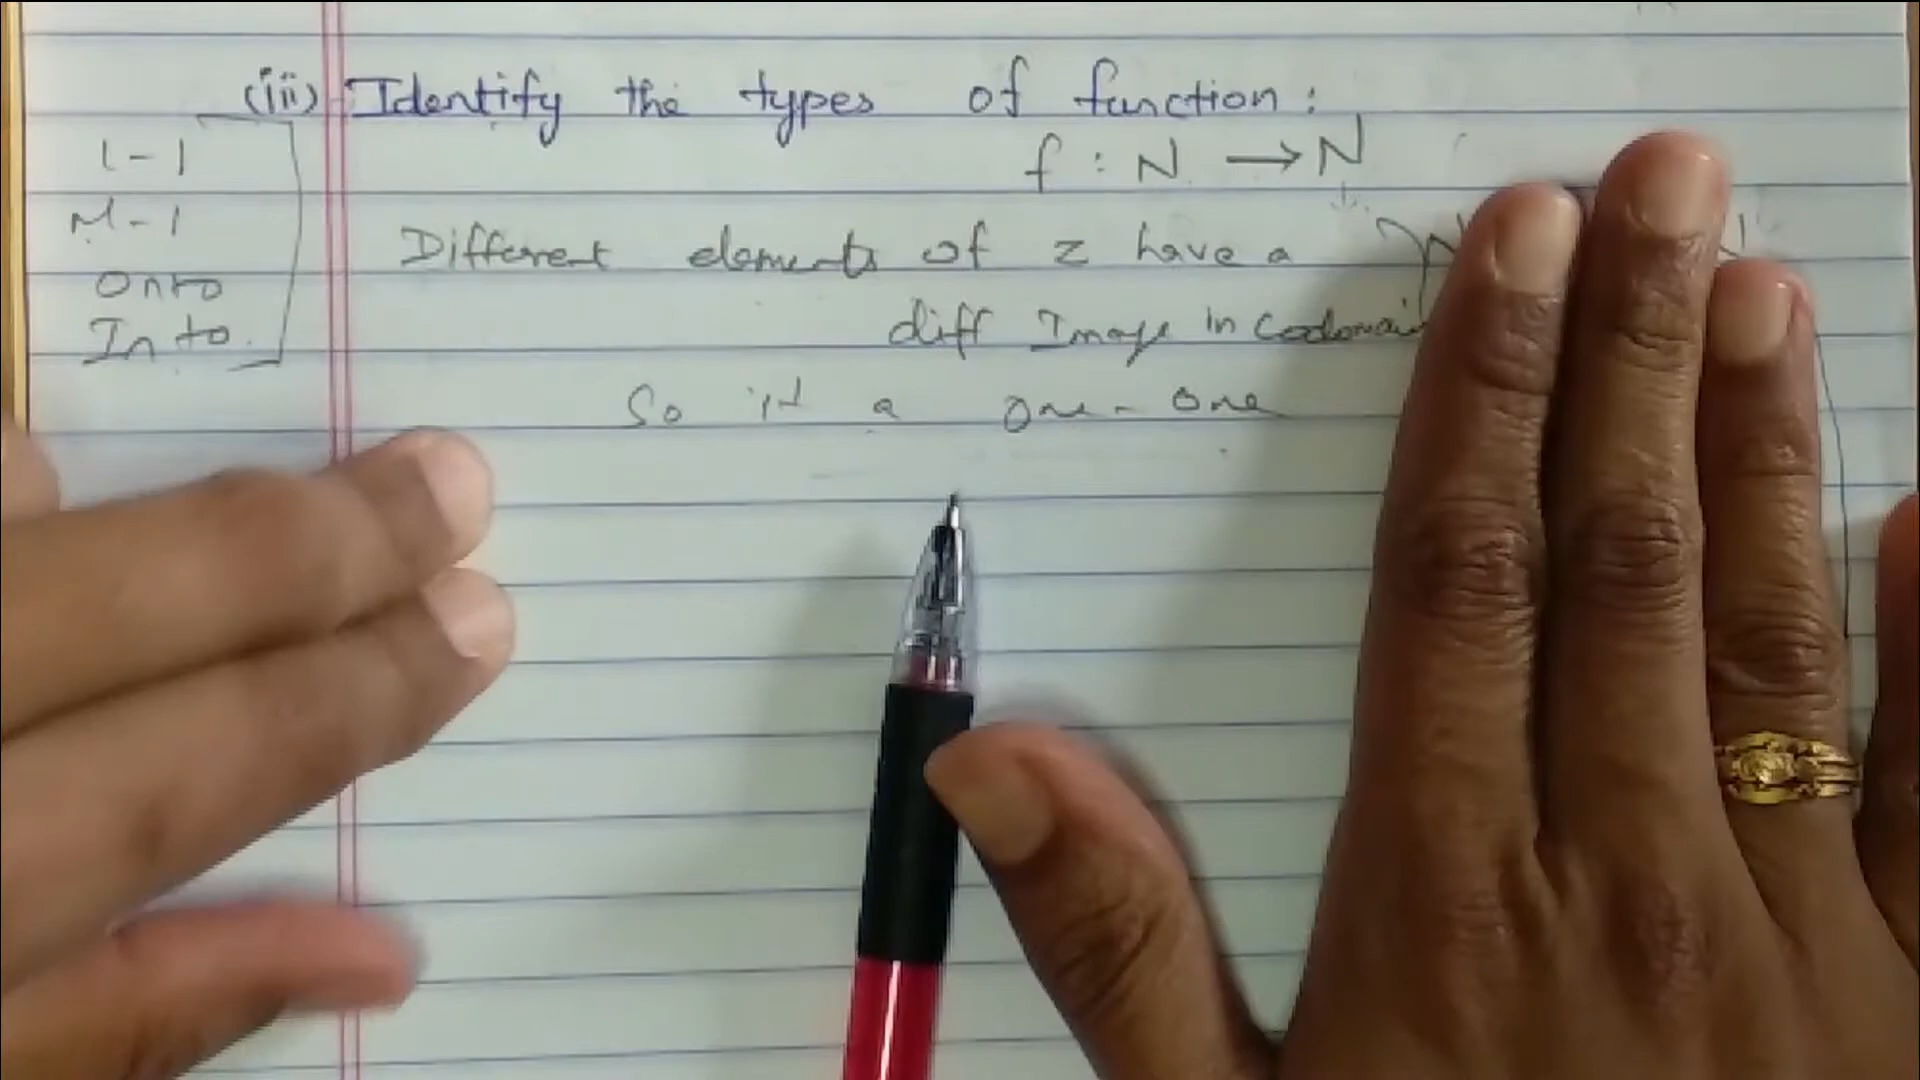 (iii) Identify the types of function:
f : N → N
1-1
M-1
Onto
Into.
Different elements of z have a
diff Image in Codomain
So it a one-one